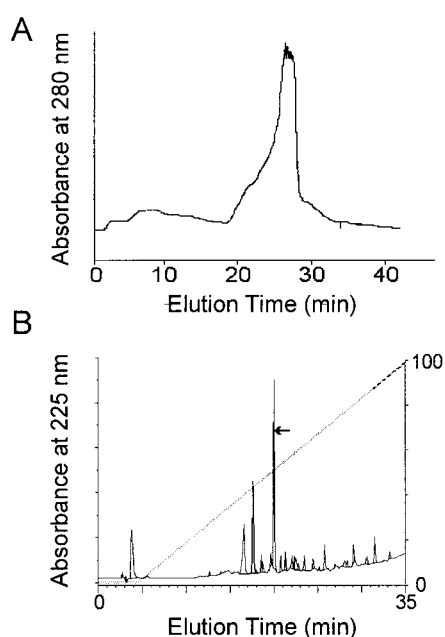 A
Absorbance at 280 nm
0 10 20 30 40
Elution Time (min)
B
Absorbance at 225 nm
100
50
0
0 35
Elution Time (min)